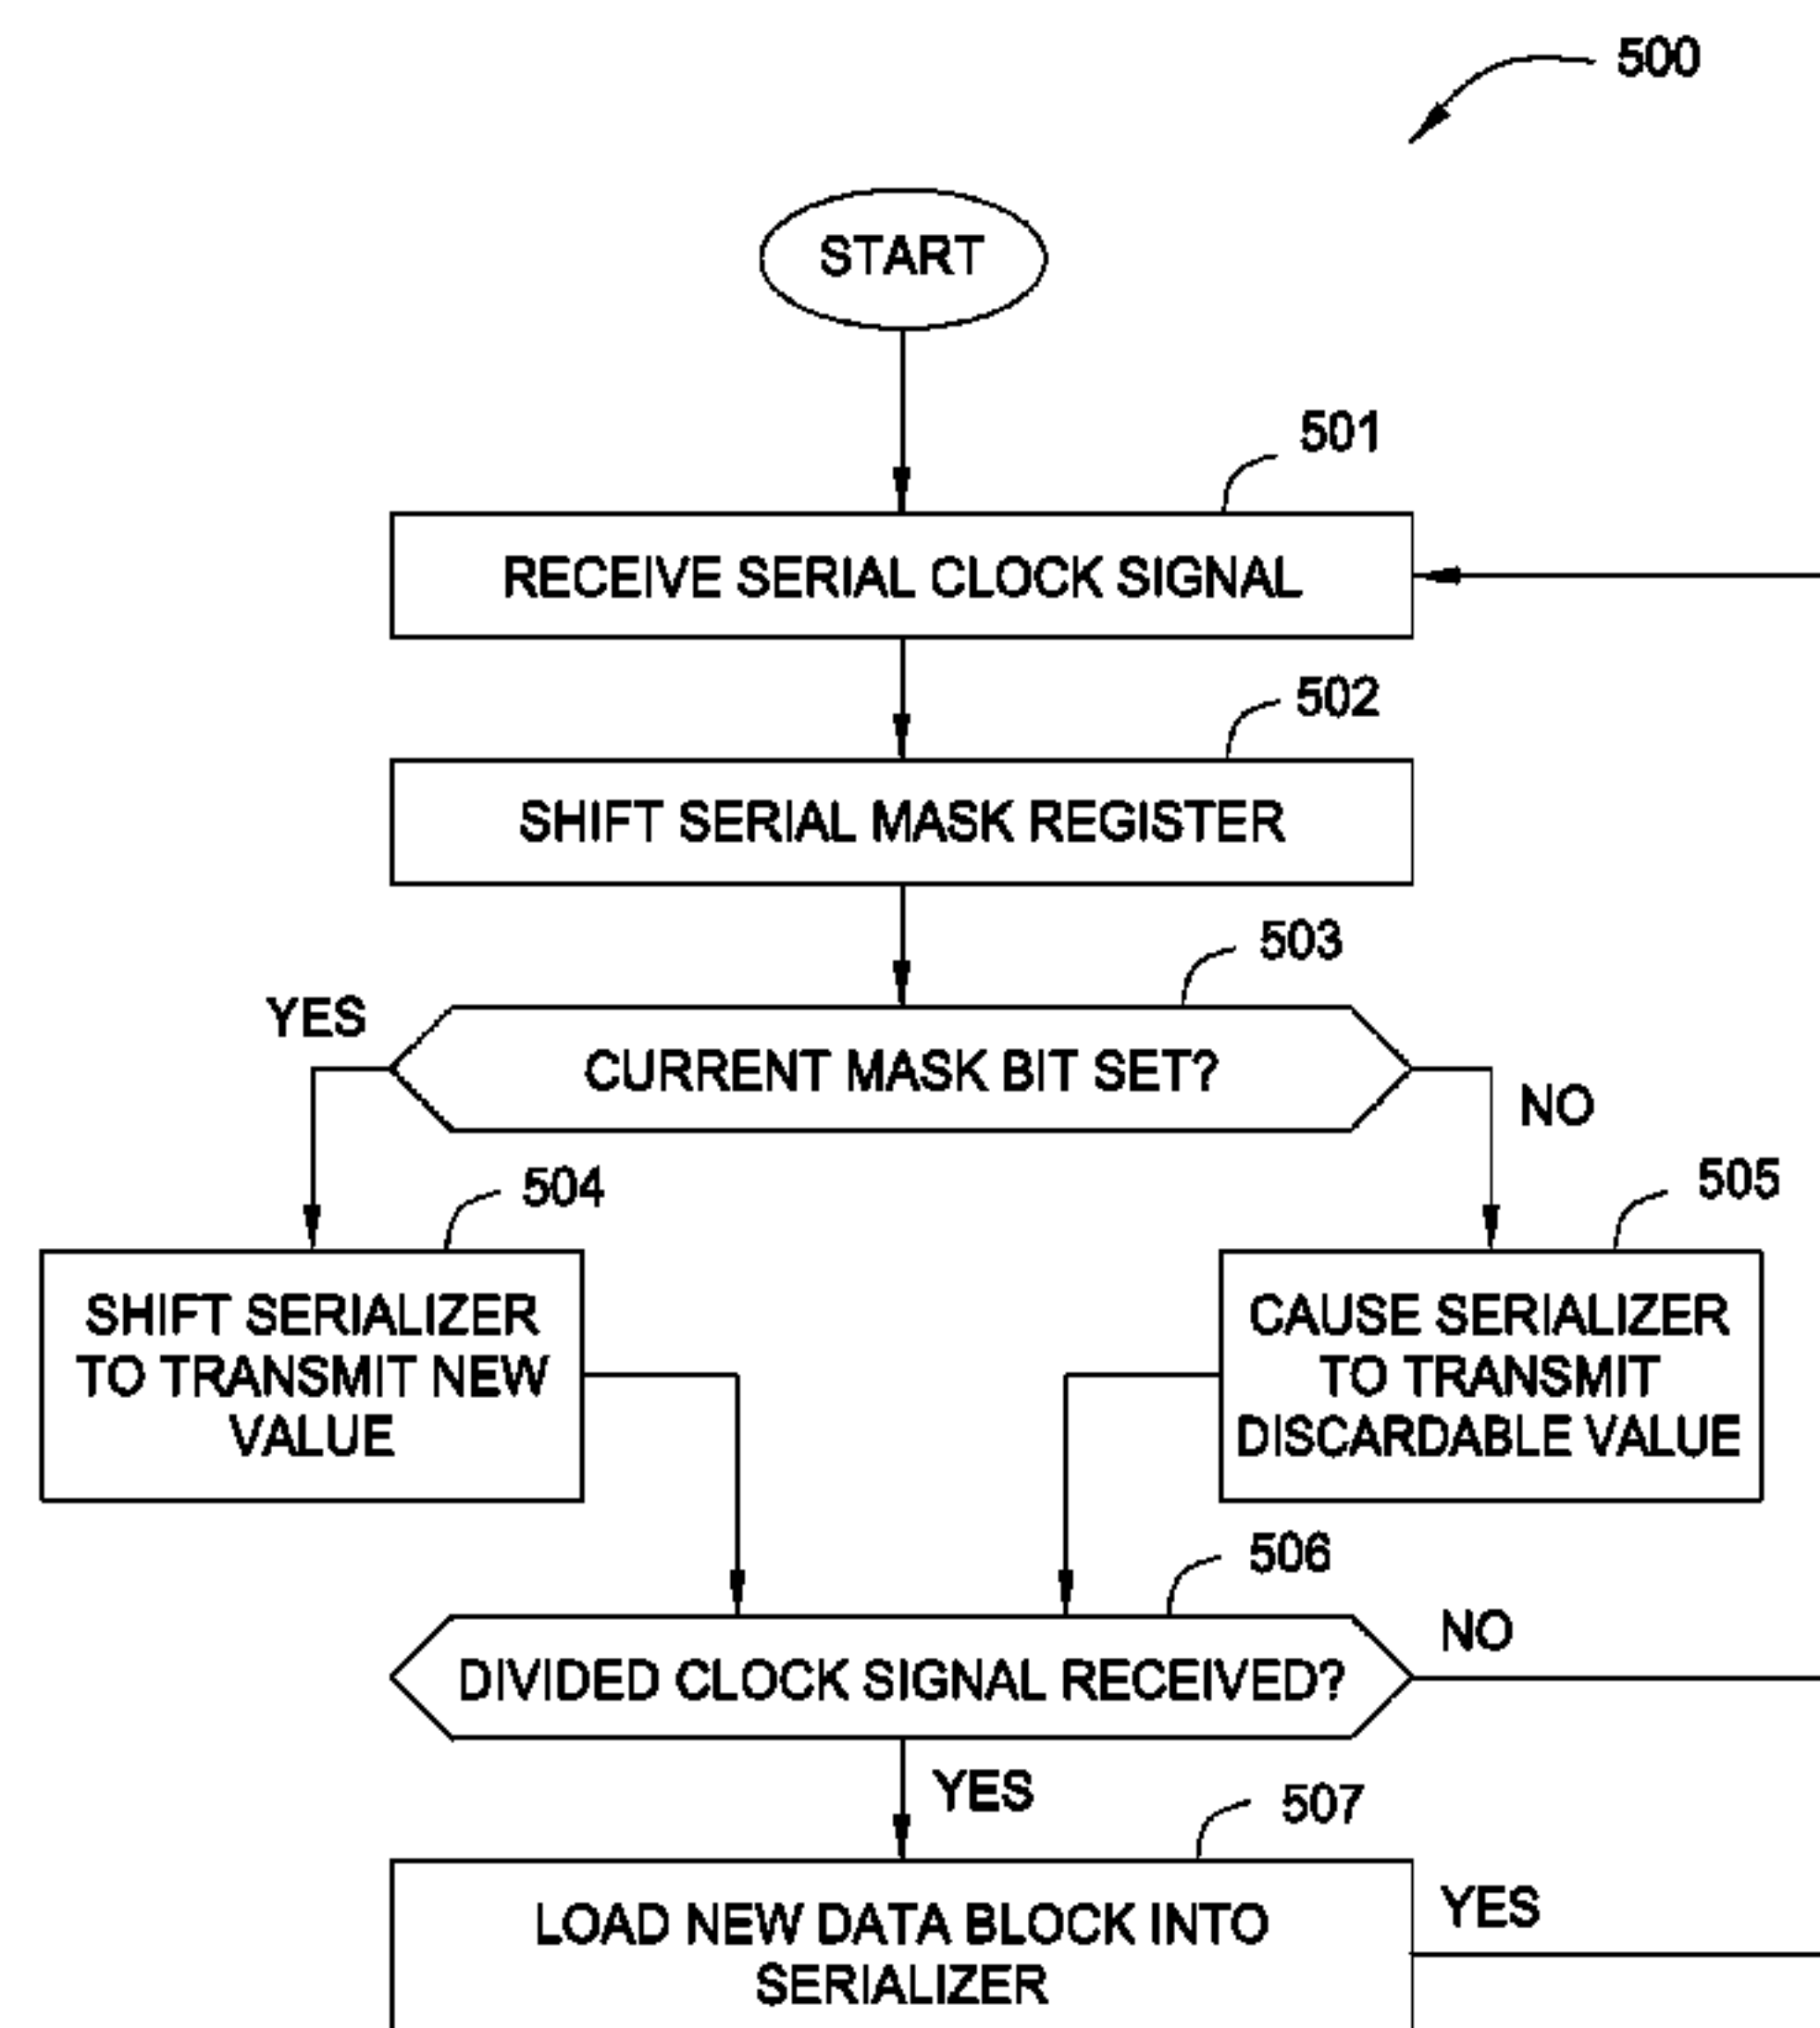 500
START
501
RECEIVE SERIAL CLOCK SIGNAL
502
SHIFT SERIAL MASK REGISTER
503
YES
CURRENT MASK BIT SET?
NO
504
505
SHIFT SERIALIZER
TO TRANSMIT NEW
VALUE
CAUSE SERIALIZER
TO TRANSMIT
DISCARDABLE VALUE
506
NO
DIVIDED CLOCK SIGNAL RECEIVED?
YES
507
LOAD NEW DATA BLOCK INTO
SERIALIZER
YES